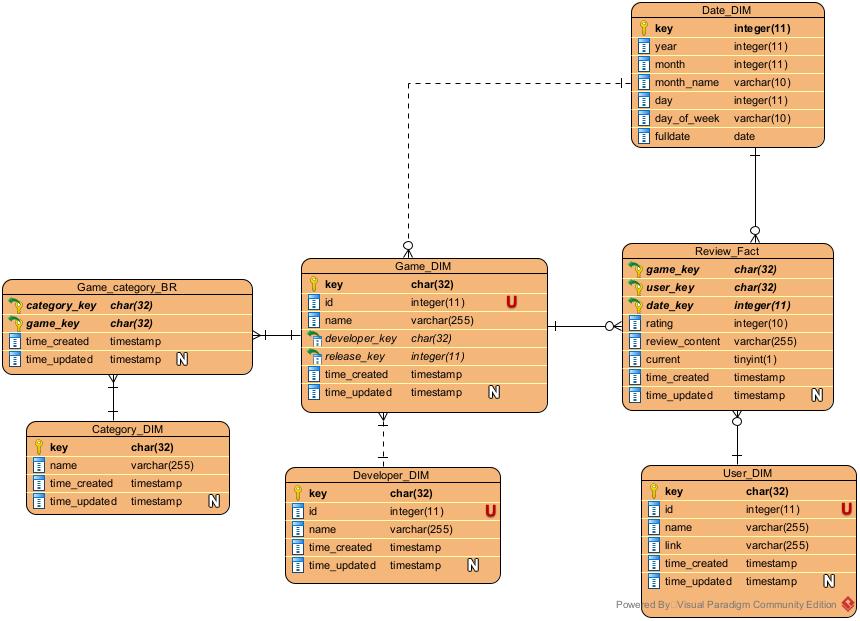 Date_DIM
key integer(11)
year integer(11)
month integer(11)
month_name varchar(10)
day integer(11)
day_of_week varchar(10)
fulldate date
Review_Fact
game_key char(32)
user_key char(32)
date_key integer(11)
rating integer(10)
review_content varchar(255)
current tinyint(1)
time_created timestamp
time_updated timestamp N
Game_DIM
key char(32)
id integer(11) U
name varchar(255)
developer_key char(32)
release_key integer(11)
time_created timestamp
time_updated timestamp N
Game_category_BR
category_key char(32)
game_key char(32)
time_created timestamp
time_updated timestamp N
Category_DIM
key char(32)
name varchar(255)
time_created timestamp
time_updated timestamp N
Developer_DIM
key char(32)
id integer(11) U
name varchar(255)
time_created timestamp
time_updated timestamp N
User_DIM
key char(32)
id integer(11) U
name varchar(255)
link varchar(255)
time_created timestamp
time_updated timestamp N
Powered By Visual Paradigm Community Edition